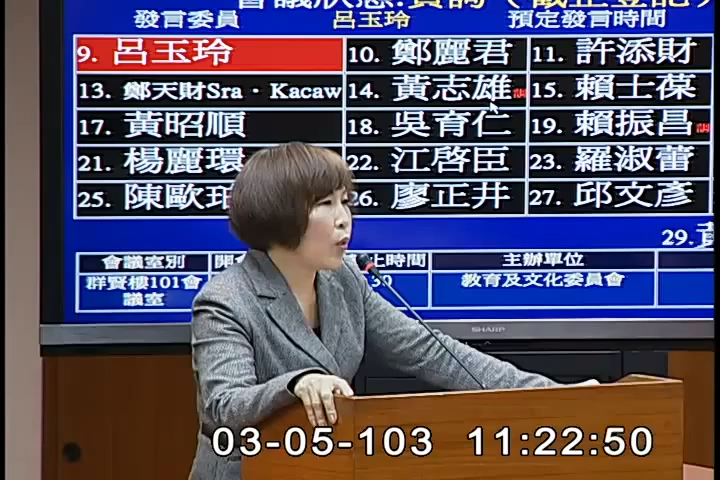 發言委員 呂玉玲 預定發言時間
9. 呂玉玲 10. 鄭麗君 11. 許添財
13. 鄭天財Sra・Kacaw 14. 黃志雄 15. 賴士葆
17. 黃昭順 18. 吳育仁 19. 賴振昌
21. 楊麗環 22. 江啓臣 23. 羅淑蕾
25. 陳歐 26. 廖正井 27. 邱文彥
29.
會議室別 止時間 主辦單位
群賢樓101會 30 教育及文化委員會
議室
SHARP
03-05-103 11:22:50